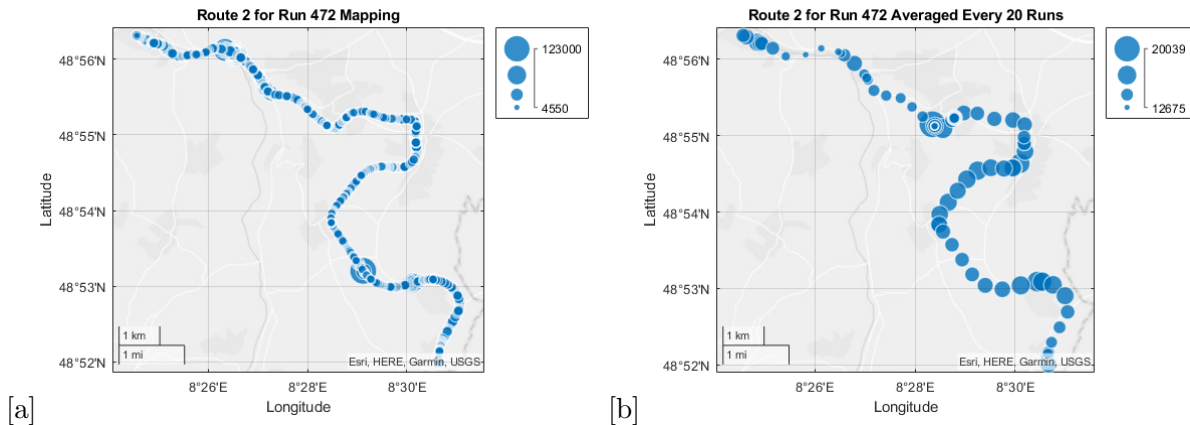 Route 2 for Run 472 Mapping
48°56'N
48°55'N
48°54'N
48°53'N
48°52'N
Latitude
1 km
1 mi
Esri, HERE, Garmin, USGS
8°26'E
8°28'E
8°30'E
Longitude
123000
4550
[a]
Route 2 for Run 472 Averaged Every 20 Runs
48°56'N
48°55'N
48°54'N
48°53'N
48°52'N
Latitude
1 km
1 mi
Esri, HERE, Garmin, USGS
8°26'E
8°28'E
8°30'E
Longitude
20039
12675
[b]